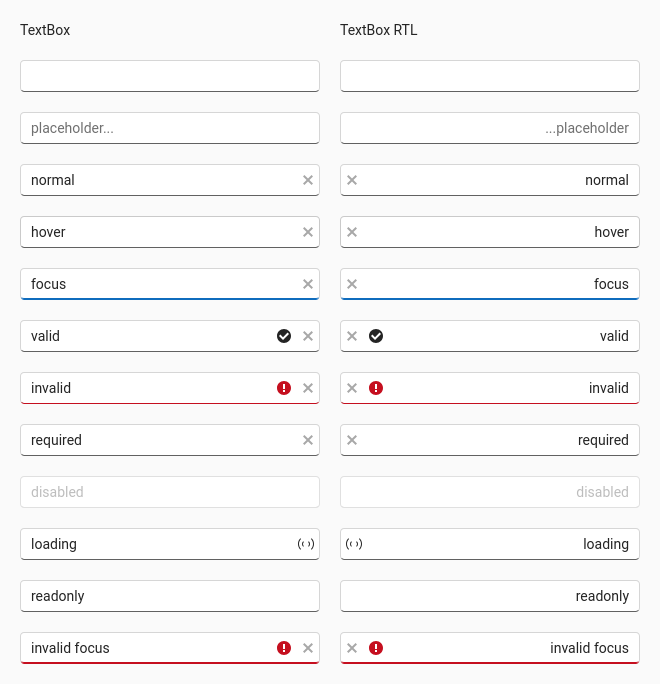 TextBox
TextBox RTL
placeholder...
...placeholder
normal
normal
hover
hover
focus
focus
valid
valid
invalid
invalid
required
required
disabled
disabled
loading
loading
readonly
readonly
invalid focus
invalid focus